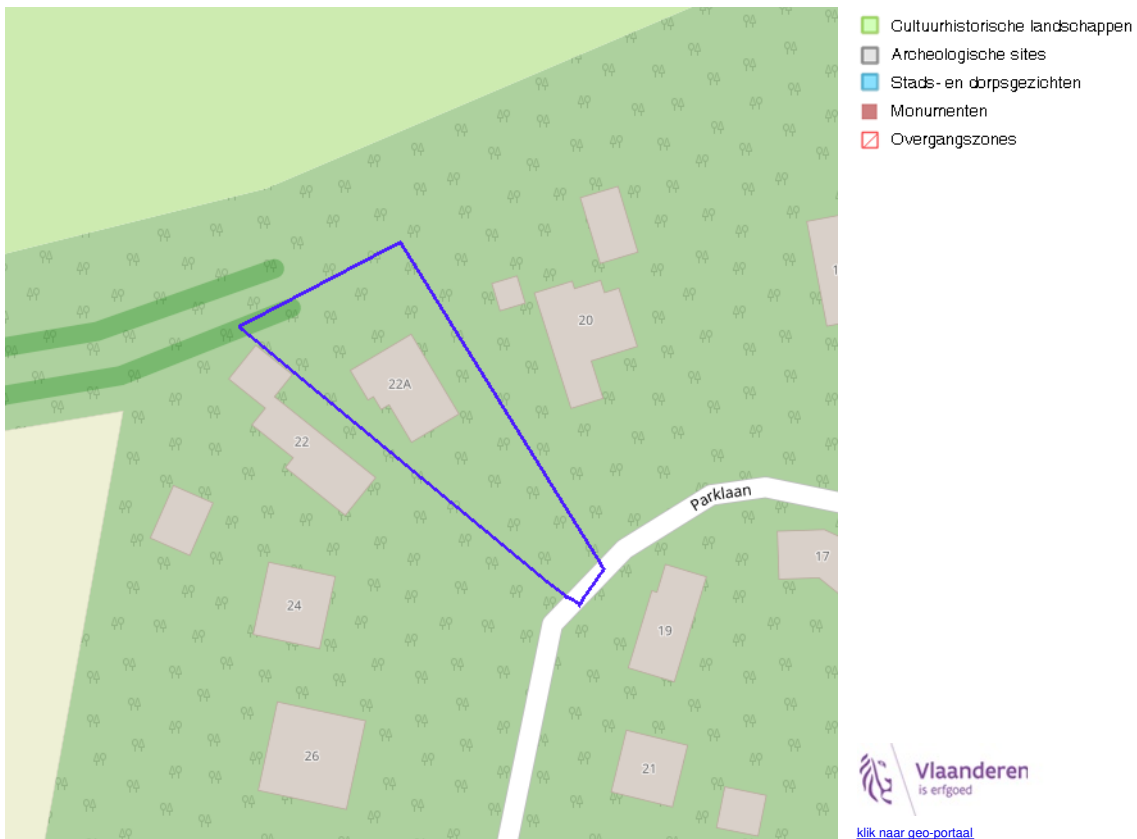 Cultuurhistorische landschappen
Archeologische sites
Stads- en dorpsgezichten
Monumenten
Overgangszones
20
22A
22
Parklaan
17
24
19
26
21
Vlaanderen
is erfgoed
klik naar geo-portaal